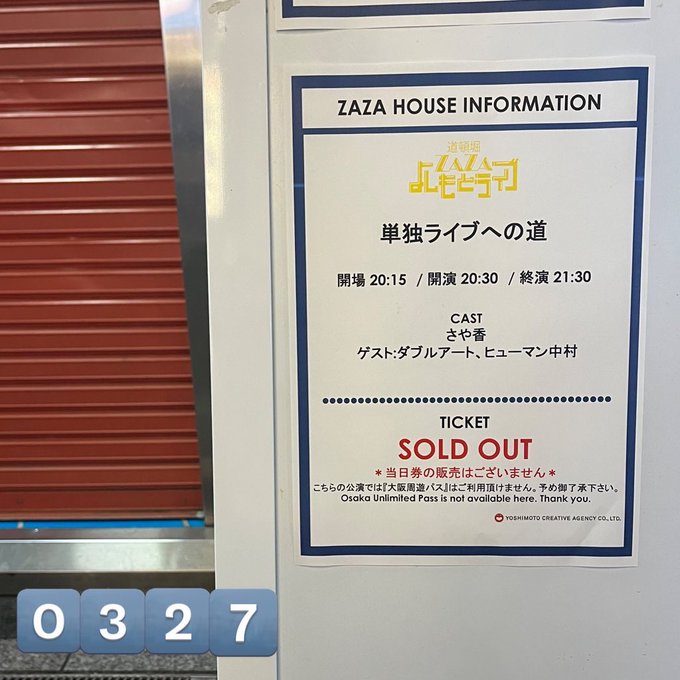 ZAZA HOUSE INFORMATION
道頓堀
ZAZA
よしもとライブ
単独ライブへの道
開場 20:15 / 開演 20:30 / 終演 21:30
CAST
さや香
ゲスト:ダブルアート、ヒューマン中村
TICKET
SOLD OUT
*当日券の販売はございません*
こちらの公演では『大阪周遊パス』はご利用頂けません。予め御了承下さい。
Osaka Unlimited Pass is not available here. Thank you.
YOSHIMOTO CREATIVE AGENCY CO.,LTD.
0327